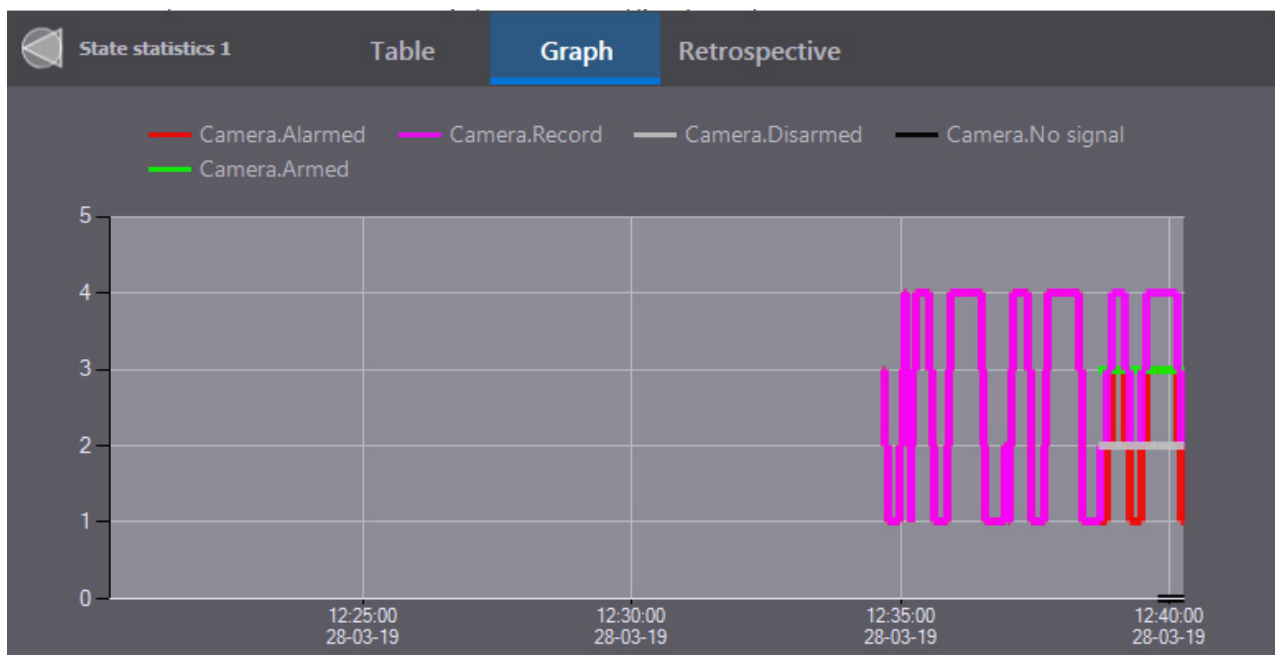 State statistics 1 Table Graph Retrospective
Camera.Alarmed Camera.Record Camera.Disarmed Camera.No signal
Camera.Armed
5
4
3
2
1
0
12:25:00 12:30:00 12:35:00 12:40:00
28-03-19 28-03-19 28-03-19 28-03-19